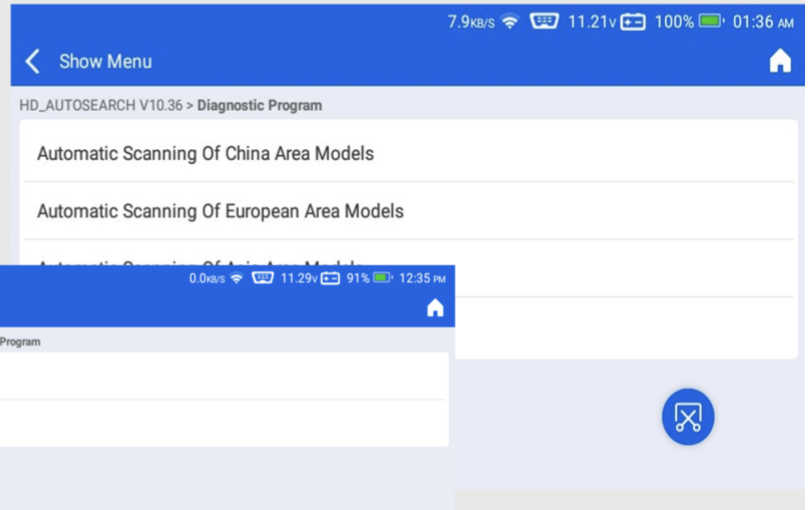 7.9KB/S 11.21V 100% 01:36 AM
Show Menu
HD_AUTOSEARCH V10.36 > Diagnostic Program
Automatic Scanning Of China Area Models
Automatic Scanning Of European Area Models
0.0KB/S 11.29V 91% 12:35 PM
Program